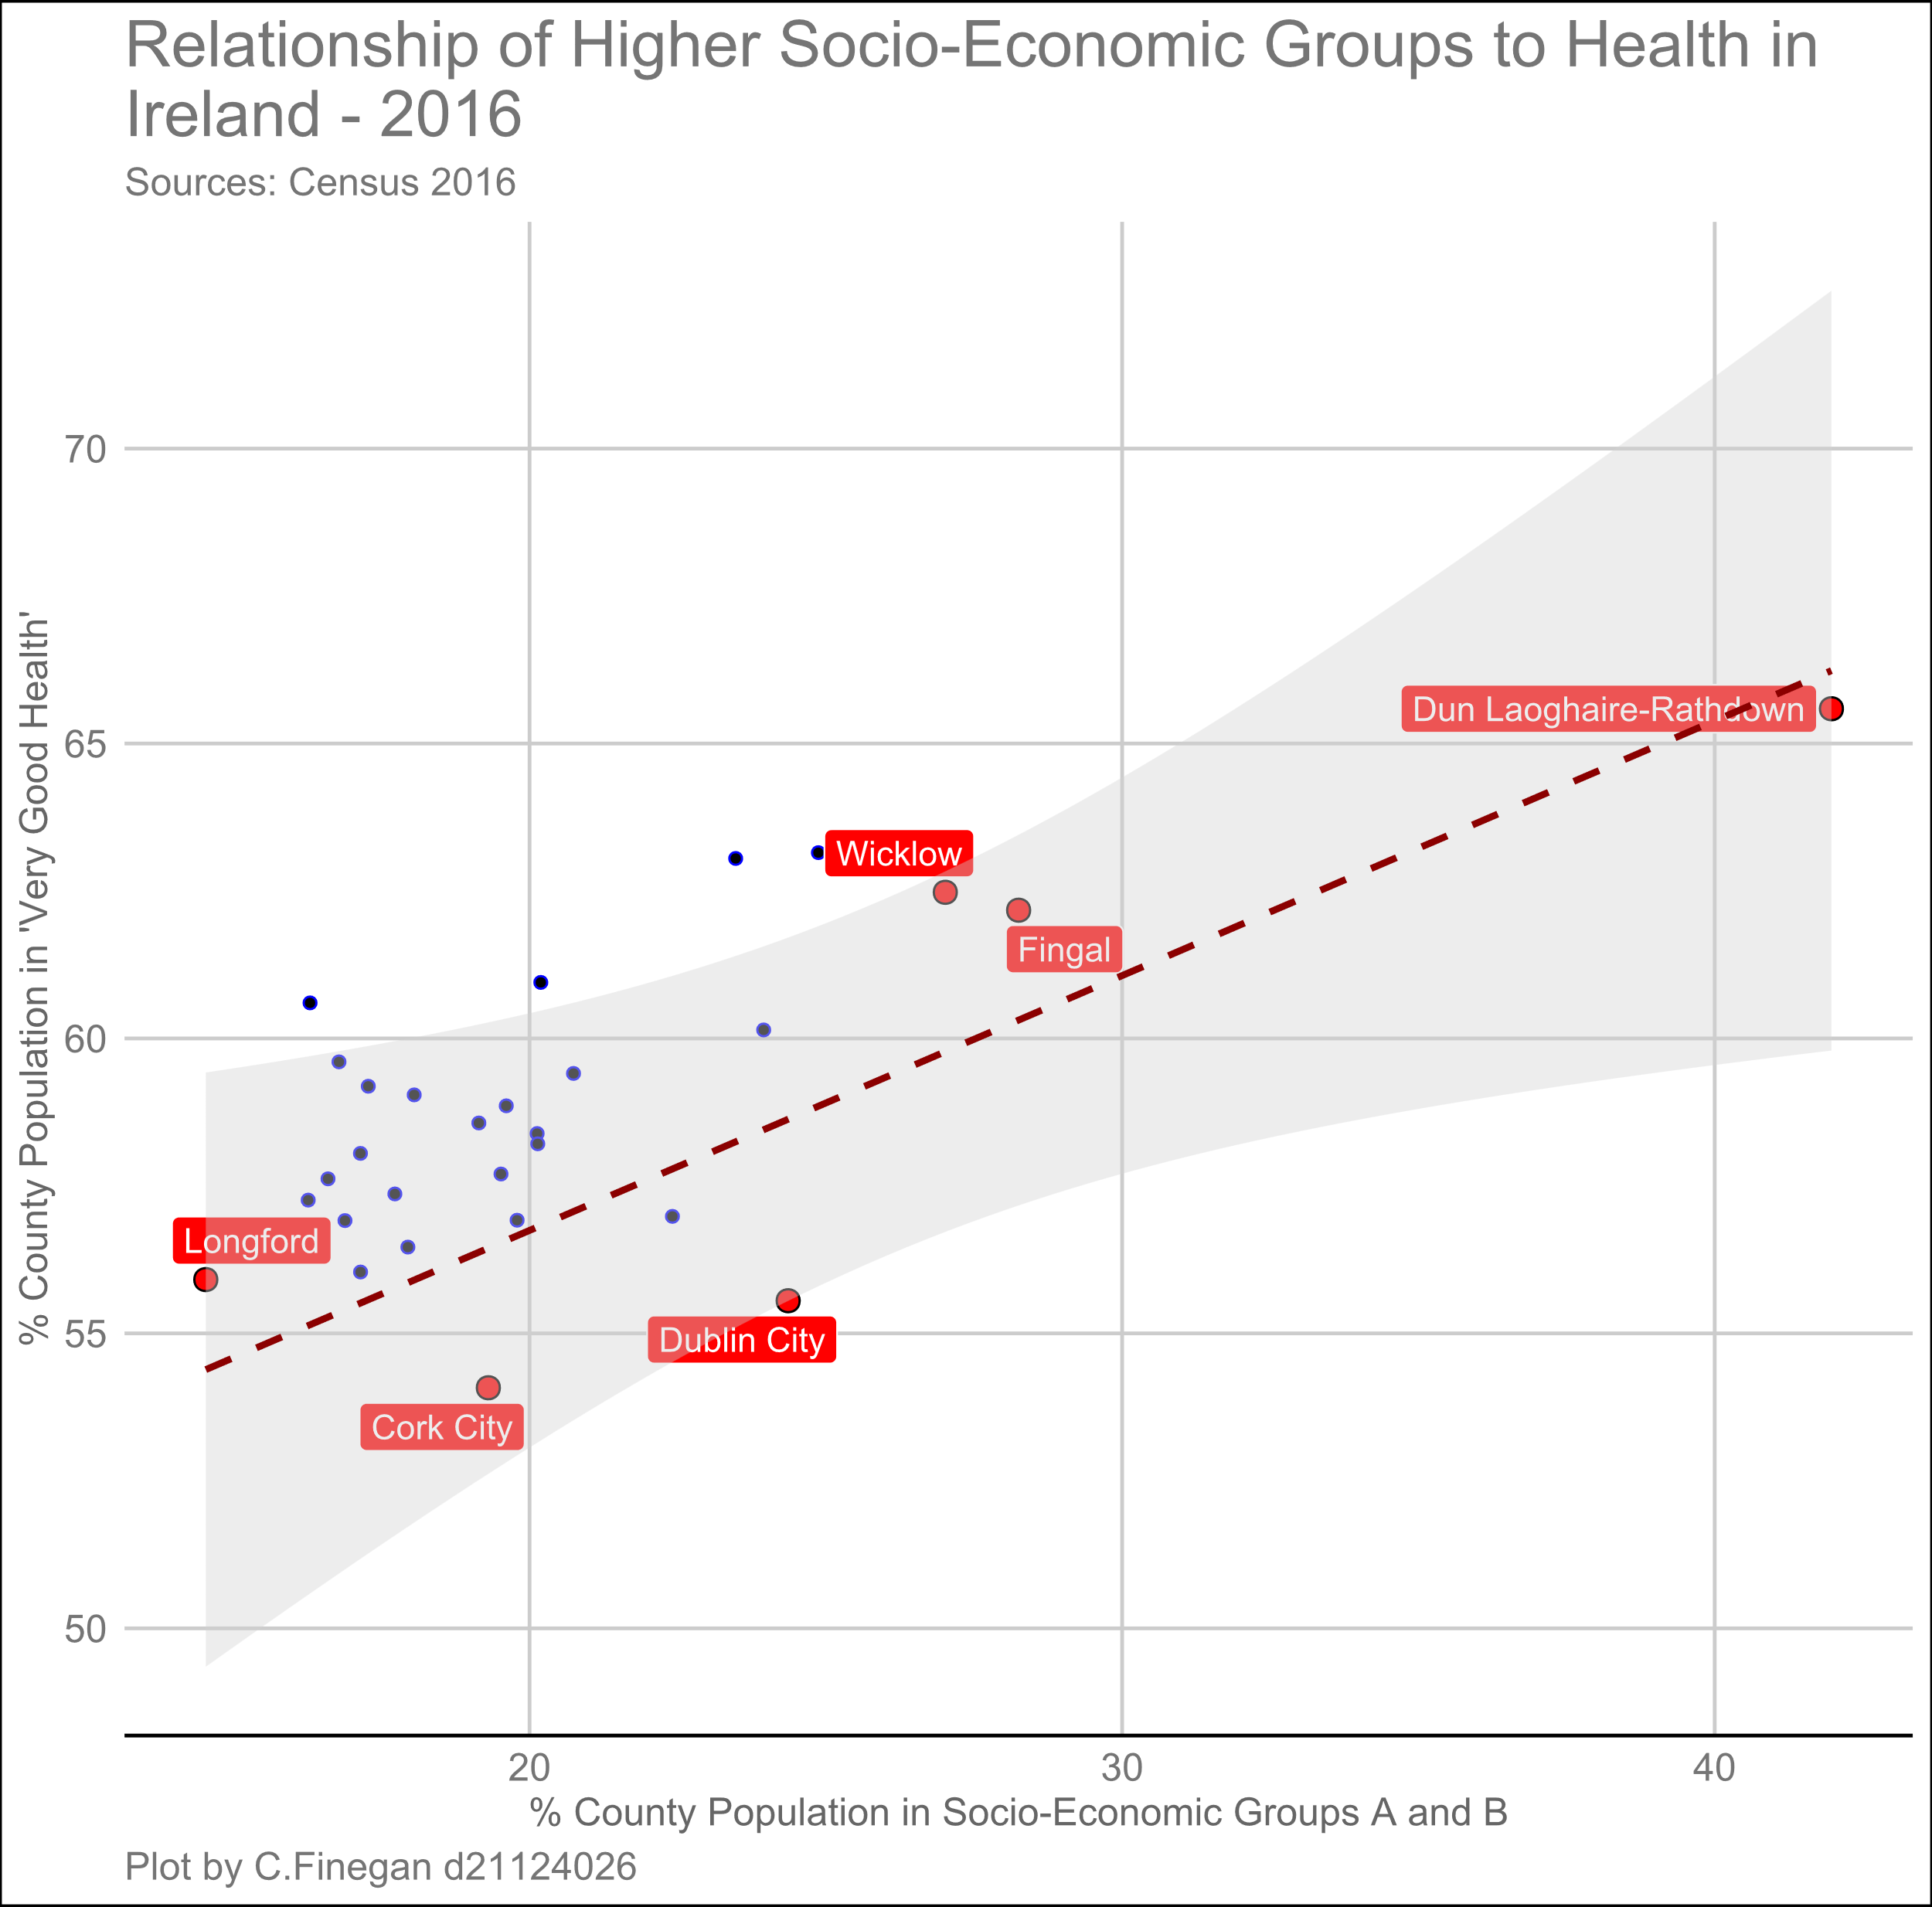 Relationship of Higher Socio-Economic Groups to Health in
Ireland - 2016
Sources: Census 2016
% County Population in 'Very Good Health'
70
65
60
55
50
Dun Laoghaire-Rathdown
Wicklow
Fingal
Longford
Dublin City
Cork City
20
30
40
% County Population in Socio-Economic Groups A and B
Plot by C.Finegan d21124026